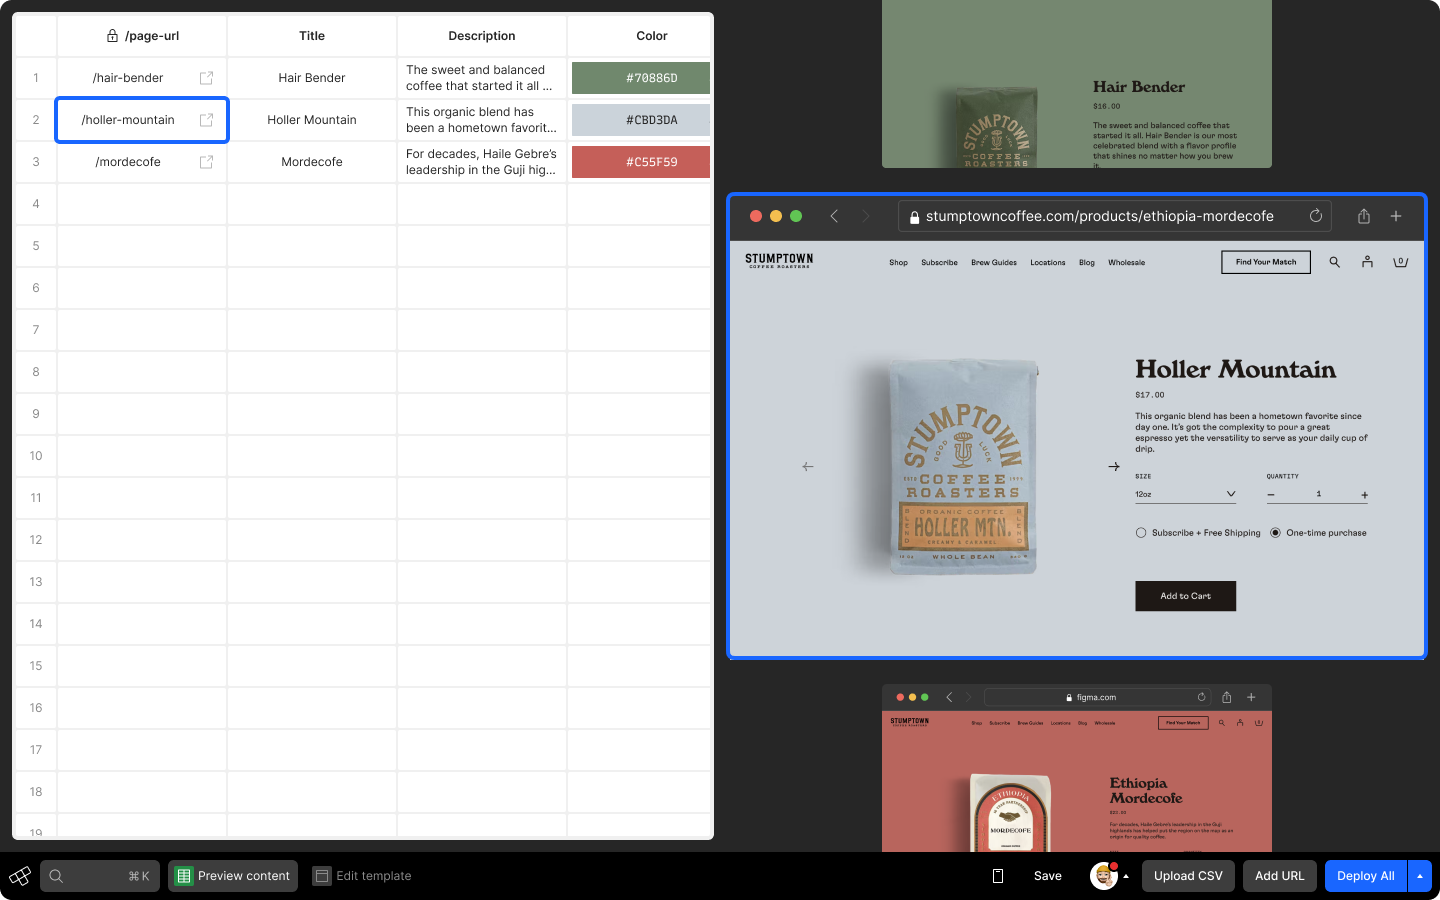 /page-url
Title
Description
Color
1
/hair-bender
Hair Bender
The sweet and balanced
coffee that started it all ...
#70886D
2
/holler-mountain
Holler Mountain
This organic blend has
been a hometown favorit...
#CBD3DA
3
/mordecofe
Mordecofe
For decades, Haile Gebre’s
leadership in the Guji hig...
#C55F59
4
5
6
7
8
9
10
11
12
13
14
15
16
17
18
19
STUMPTOWN
COFFEE
ROASTERS
Hair Bender
$16.00
The sweet and balanced coffee that
started it all. Hair Bender is our most
celebrated blend with a flavor profile
that shines no matter how you brew
it.
stumptowncoffee.com/products/ethiopia-mordecofe
STUMPTOWN
COFFEE ROASTERS
Shop
Subscribe
Brew Guides
Locations
Blog
Wholesale
Find Your Match
0
STUMPTOWN
GOOD LUCK
ESTD COFFEE 1999
ROASTERS
ORGANIC COFFEE
BLEND
HOLLER MTN.
BLEND
CREAMY & CARAMEL
WHOLE BEAN
Holler Mountain
$17.00
This organic blend has been a hometown favorite since
day one. It’s got the complexity to pour a great
espresso yet the versatility to serve as your daily cup of
drip.
SIZE
QUANTITY
12oz
1
Subscribe + Free Shipping
One-time purchase
Add to Cart
figma.com
STUMPTOWN
COFFEE ROASTERS
Shop
Subscribe
Brew Guides
Locations
Blog
Wholesale
Find Your Match
0
ETHIOPIA
MORDECOFE
Ethiopia
Mordecofe
For decades, Haile Gebre’s leadership in the Guji
highlands has helped put the region on the map as an
origin for quality coffee.
⌘ K
Preview content
Edit template
Save
Upload CSV
Add URL
Deploy All